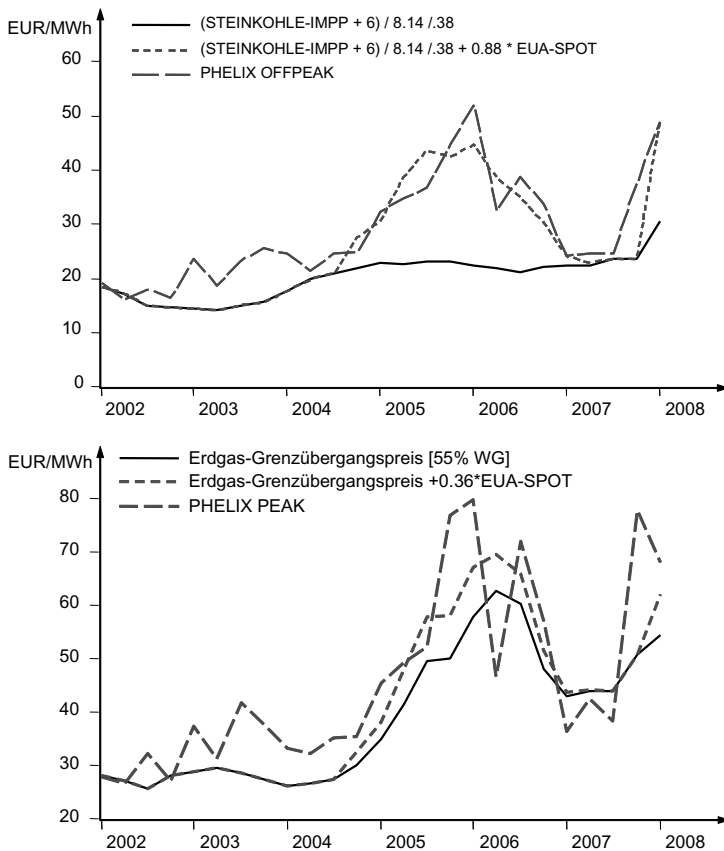 EUR/MWh
(STEINKOHLE-IMPP + 6) / 8.14 /.38
(STEINKOHLE-IMPP + 6) / 8.14 /.38 + 0.88 * EUA-SPOT
PHELIX OFFPEAK
60
50
40
30
20
10
0
2002 2003 2004 2005 2006 2007 2008
EUR/MWh
Erdgas-Grenzübergangspreis [55% WG]
Erdgas-Grenzübergangspreis +0.36*EUA-SPOT
PHELIX PEAK
80
70
60
50
40
30
20
2002 2003 2004 2005 2006 2007 2008